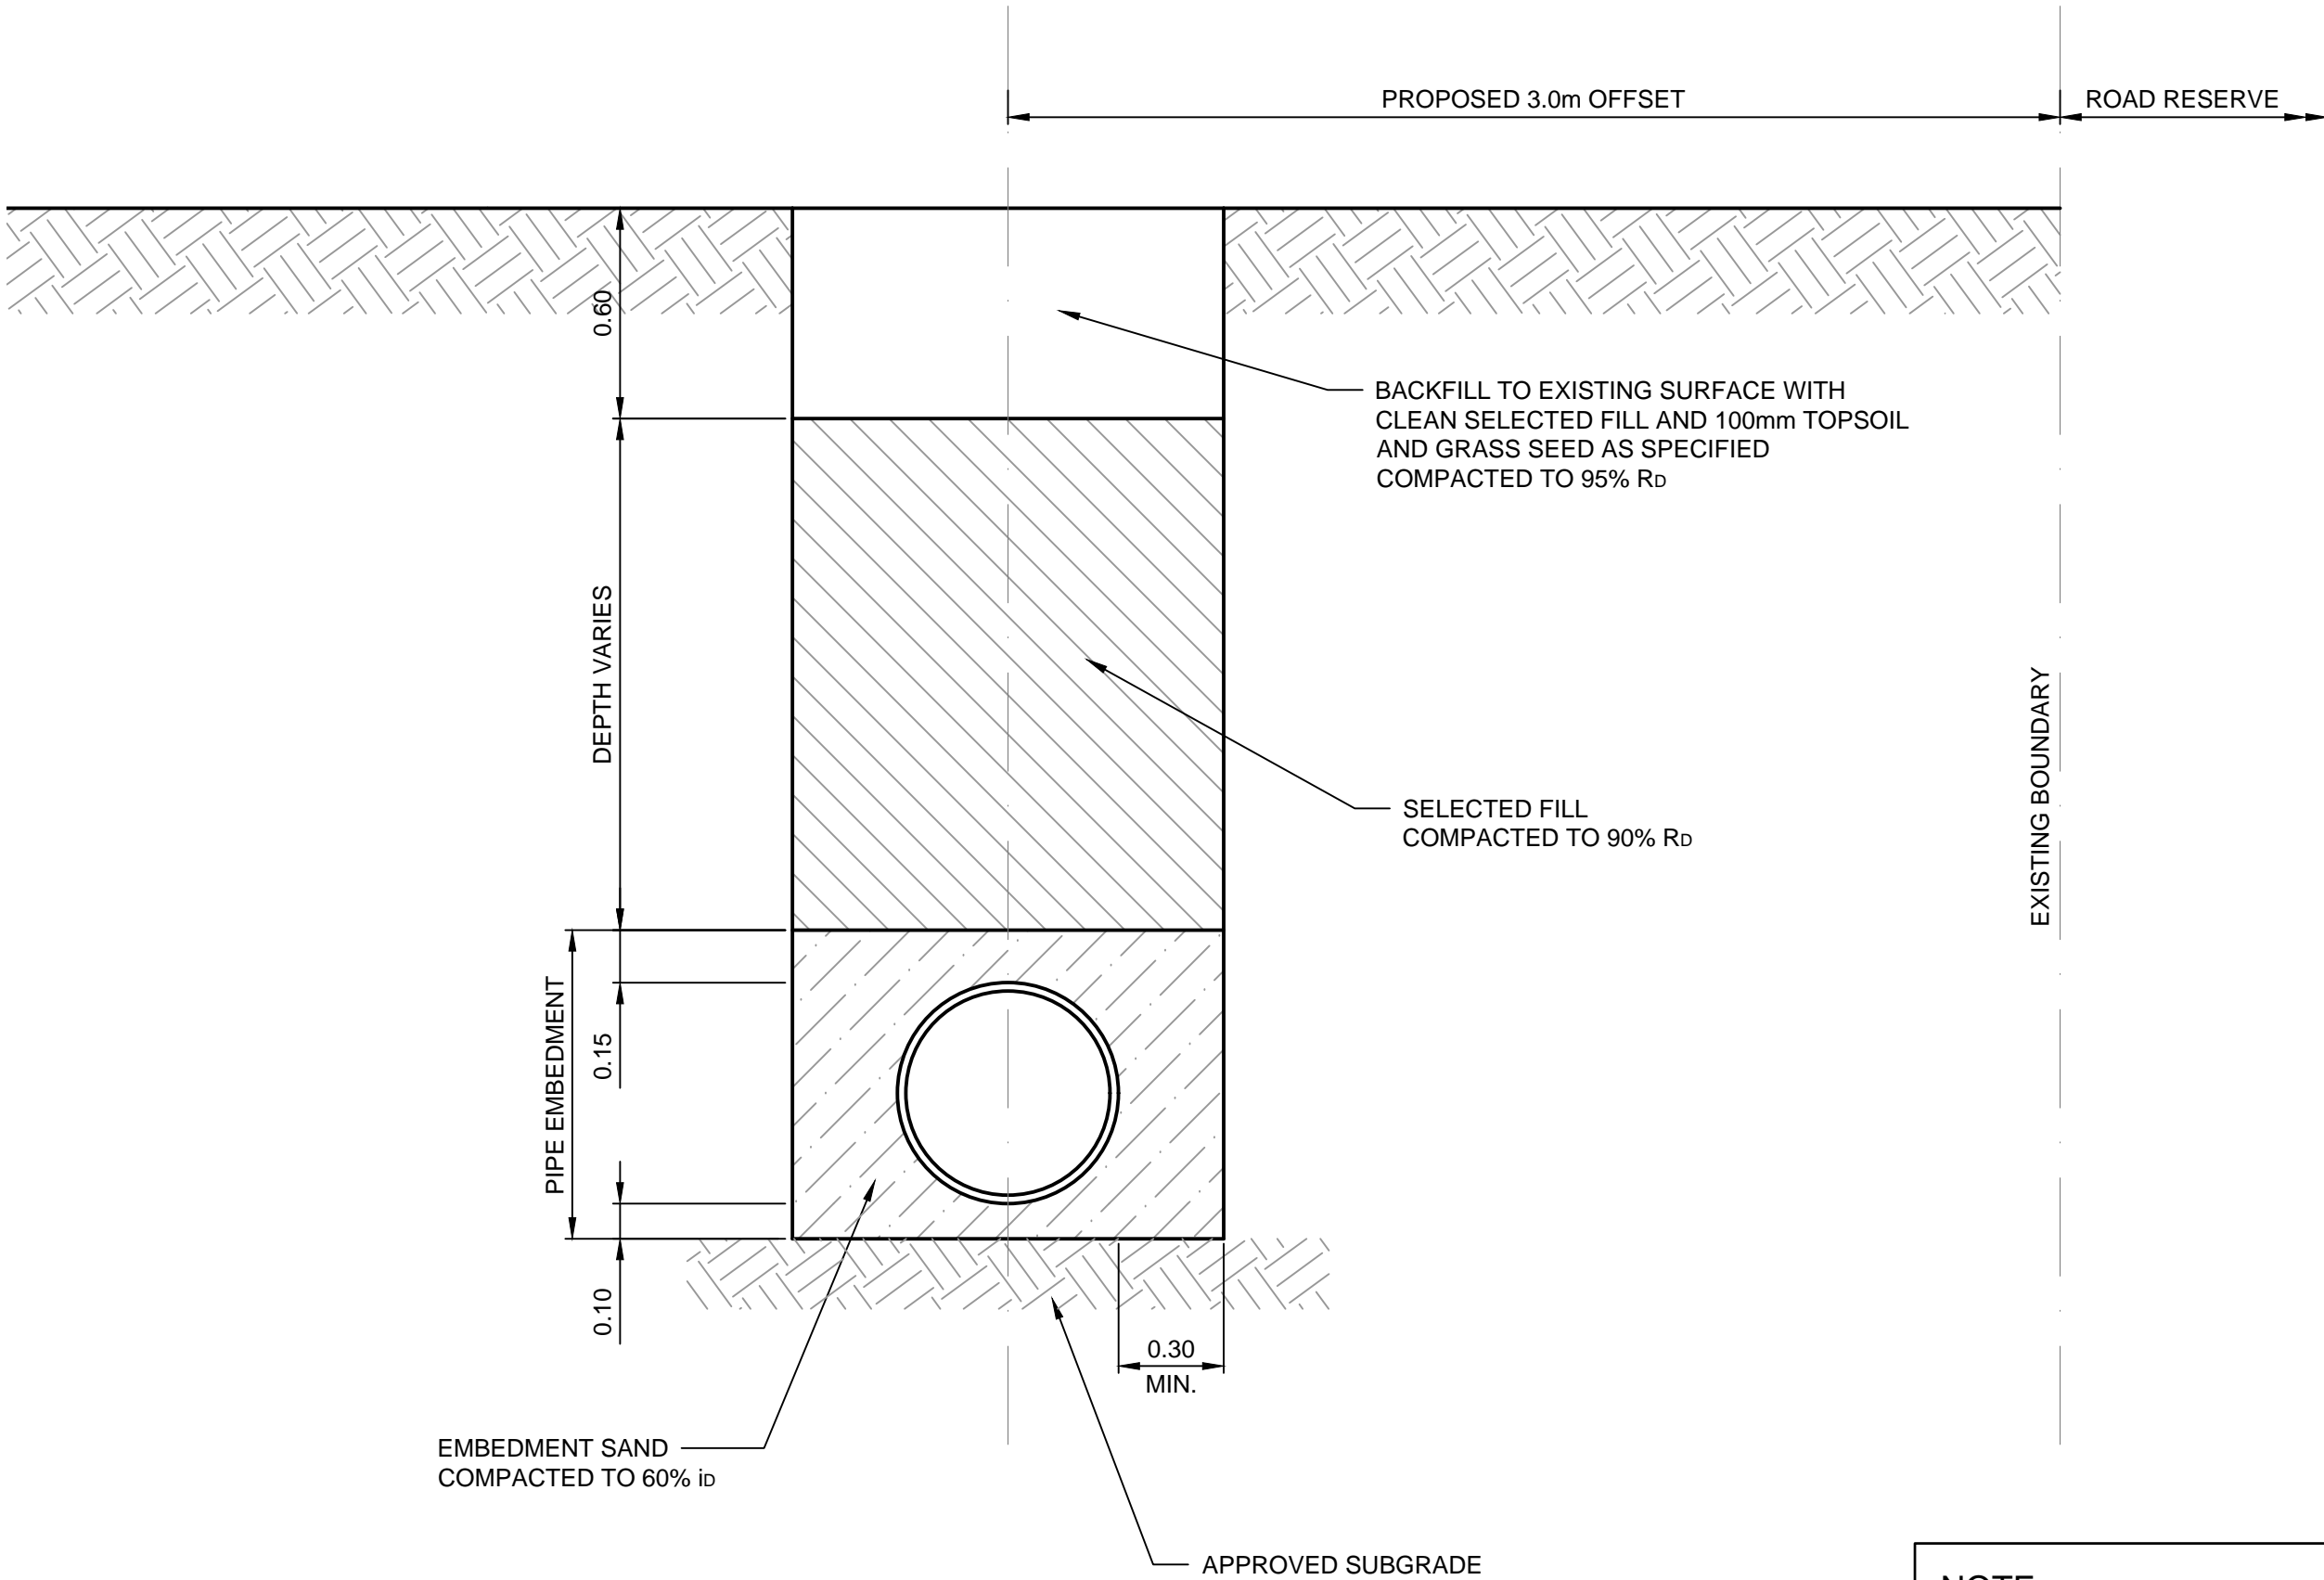 PROPOSED 3.0m OFFSET
ROAD RESERVE
0.60
BACKFILL TO EXISTING SURFACE WITH
CLEAN SELECTED FILL AND 100mm TOPSOIL
AND GRASS SEED AS SPECIFIED
COMPACTED TO 95% RD
DEPTH VARIES
EXISTING BOUNDARY
SELECTED FILL
COMPACTED TO 90% RD
PIPE EMBEDMENT
0.15
0.10
0.30
MIN.
EMBEDMENT SAND
COMPACTED TO 60% iD
APPROVED SUBGRADE
NOTE